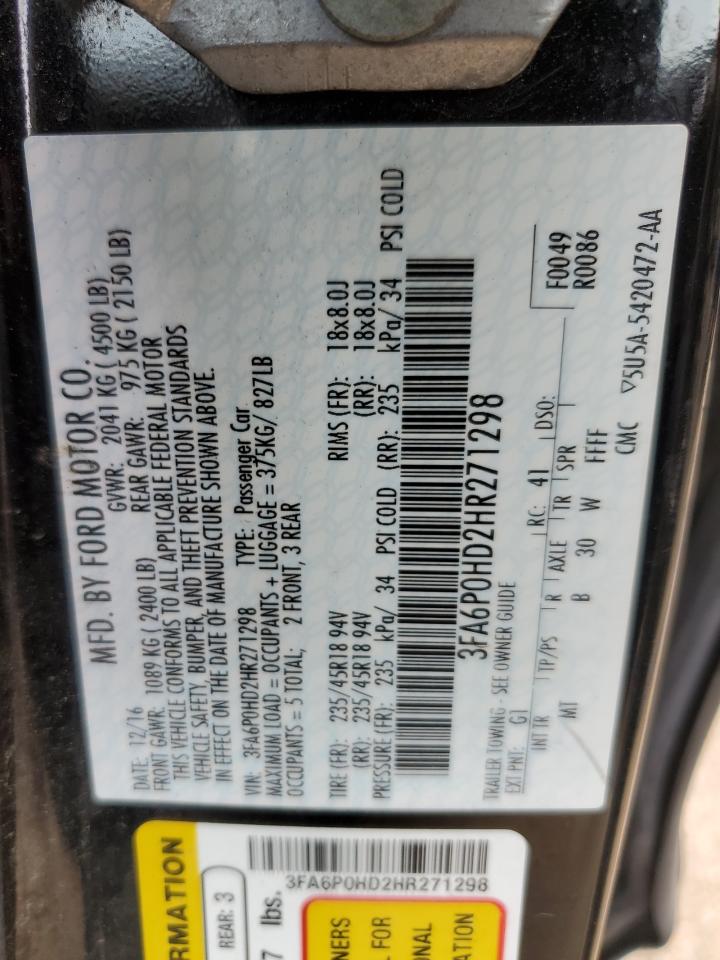 MFD. BY FORD MOTOR CO.
DATE: 12/16 GVWR: 2041 KG ( 4500 LB)
FRONT GAWR: 1089 KG ( 2400 LB) REAR GAWR: 975 KG ( 2150 LB)
THIS VEHICLE CONFORMS TO ALL APPLICABLE FEDERAL MOTOR
VEHICLE SAFETY, BUMPER, AND THEFT PREVENTION STANDARDS
IN EFFECT ON THE DATE OF MANUFACTURE SHOWN ABOVE.
VIN: 3FA6P0HD2HR271298 TYPE: Passenger Car
MAXIMUM LOAD = OCCUPANTS + LUGGAGE = 375KG/ 827LB
OCCUPANTS = 5 TOTAL; 2 FRONT, 3 REAR
TIRE (FR): 235/45R18 94V RIMS (FR): 18x8.0J
(RR): 235/45R18 94V (RR): 18x8.0J
PRESSURE (FR): 235 kPa/ 34 PSI COLD (RR): 235 kPa/ 34 PSI COLD
3FA6P0HD2HR271298
TRAILER TOWING - SEE OWNER GUIDE
EXT PNT: G1 RC: 41 DSO: F0049
INT TR TP/PS R AXLE TR SPR R0086
MT B 30 W FFFF
CMC ▽5U5A-5420472-AA
RMATION
REAR: 3
7 lbs.
3FA6P0HD2HR271298
NERS
L FOR
ONAL
ATION